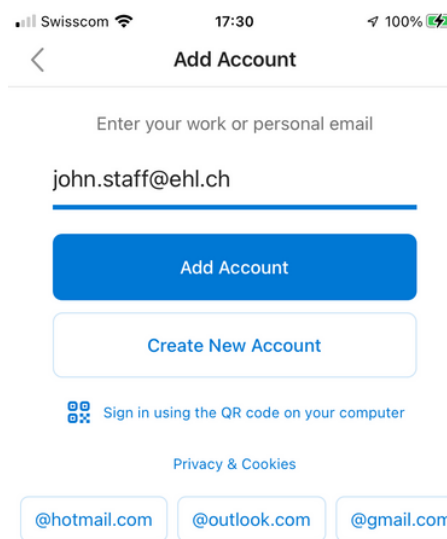 Swisscom 17:30 100%
Add Account
Enter your work or personal email
john.staff@ehl.ch
Add Account
Create New Account
Sign in using the QR code on your computer
Privacy & Cookies
@hotmail.com @outlook.com @gmail.com